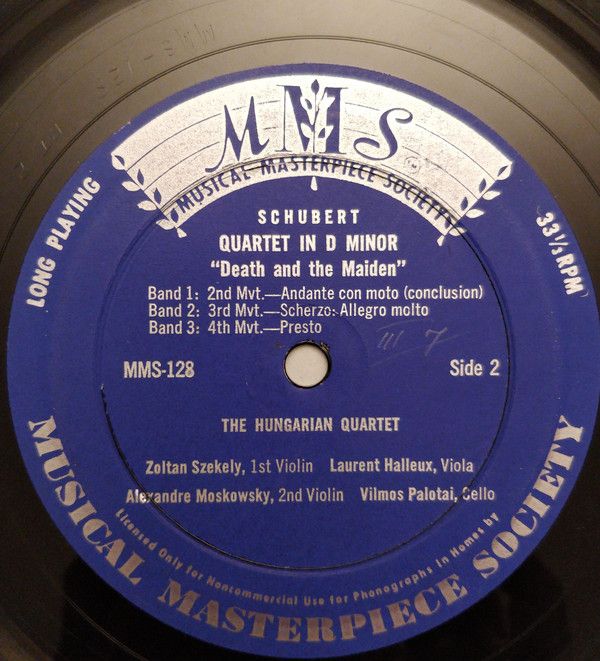 MMS
MUSICAL MASTERPIECE SOCIETY
LONG PLAYING
33⅓ RPM
SCHUBERT
QUARTET IN D MINOR
"Death and the Maiden"
Band 1: 2nd Mvt.—Andante con moto (conclusion)
Band 2: 3rd Mvt.—Scherzo: Allegro molto
Band 3: 4th Mvt.—Presto
III 7
MMS-128
Side 2
THE HUNGARIAN QUARTET
Zoltan Szekely, 1st Violin Laurent Halleux, Viola
Alexandre Moskowsky, 2nd Violin Vilmos Palotai, Cello
Licensed Only for Noncommercial Use for Phonographs in Homes by
MUSICAL MASTERPIECE SOCIETY